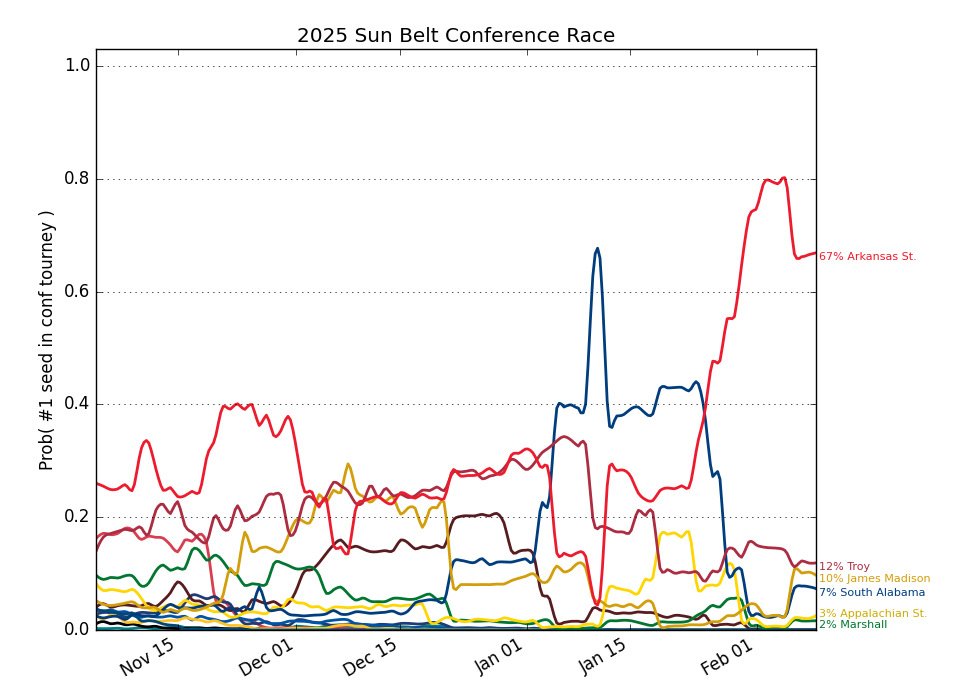 2025 Sun Belt Conference Race
Prob( #1 seed in conf tourney )
1.0
0.8
0.6
0.4
0.2
0.0
67% Arkansas St.
12% Troy
10% James Madison
7% South Alabama
3% Appalachian St.
2% Marshall
Nov 15
Dec 01
Dec 15
Jan 01
Jan 15
Feb 01